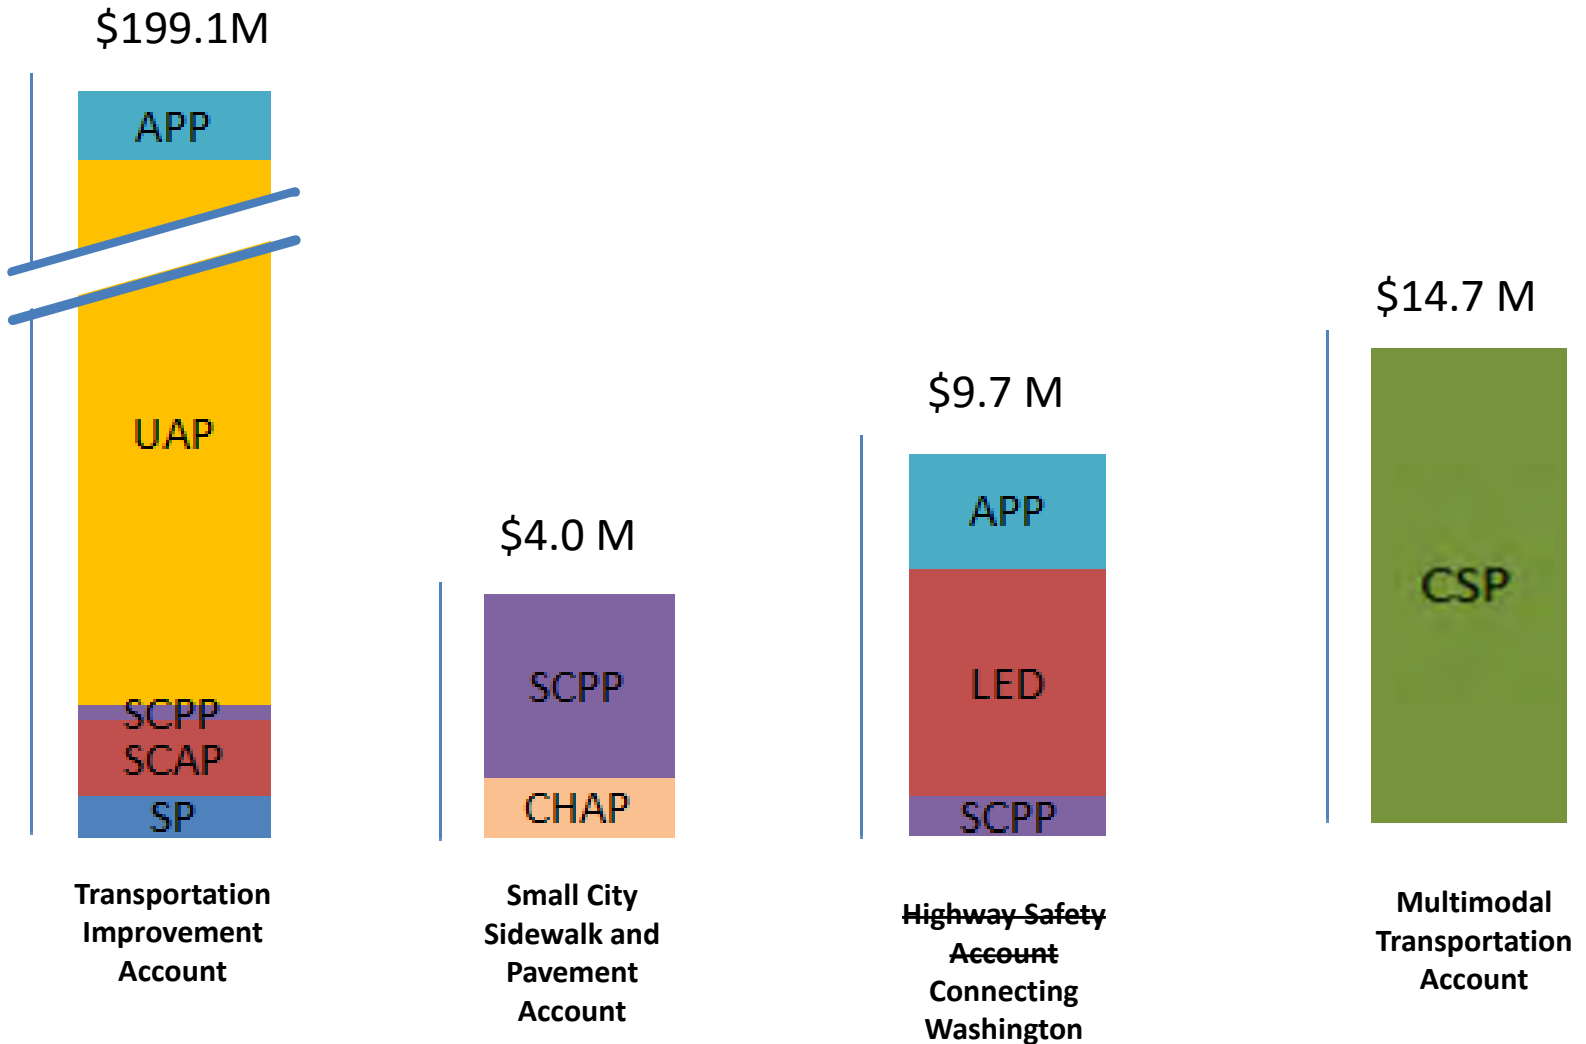 $199.1M
APP
UAP
SCPP
SCAP
SP
Transportation
Improvement
Account
$4.0 M
SCPP
CHAP
Small City
Sidewalk and
Pavement
Account
$9.7 M
APP
LED
SCPP
Highway Safety
Account
Connecting
Washington
$14.7 M
CSP
Multimodal
Transportation
Account